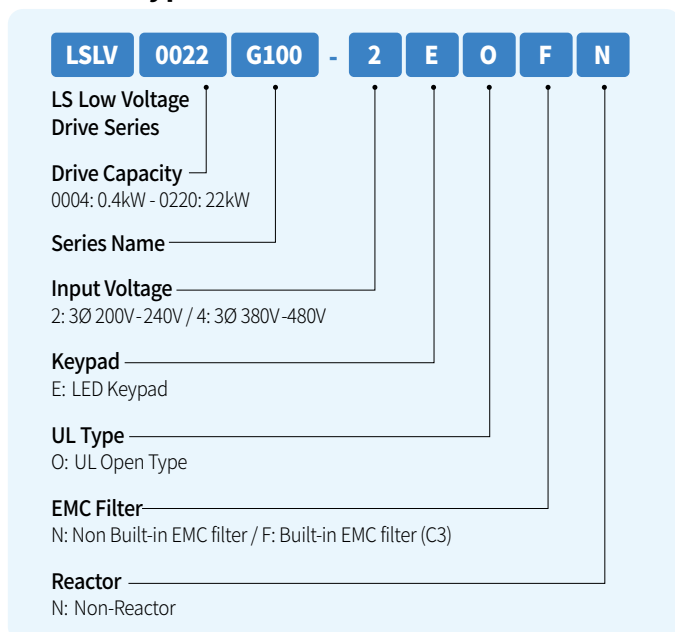 LSLV 0022 G100 - 2 E O F N
LS Low Voltage
Drive Series
Drive Capacity
0004: 0.4kW - 0220: 22kW
Series Name
Input Voltage
2: 3Ø 200V-240V / 4: 3Ø 380V-480V
Keypad
E: LED Keypad
UL Type
O: UL Open Type
EMC Filter
N: Non Built-in EMC filter / F: Built-in EMC filter (C3)
Reactor
N: Non-Reactor